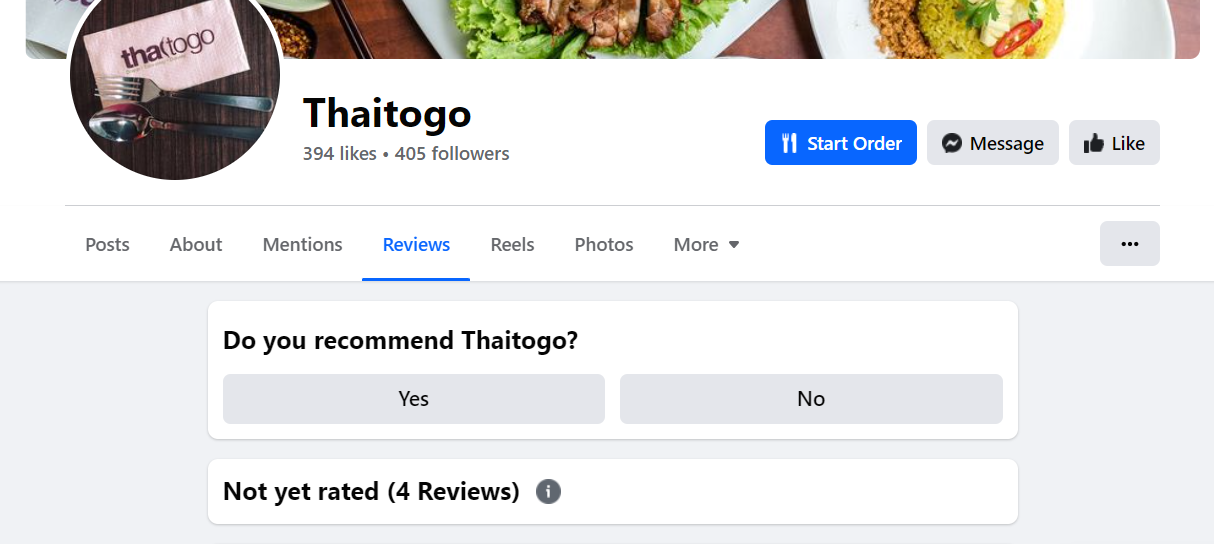 thaitogo
Thaitogo
394 likes • 405 followers
Start Order
Message
Like
Posts
About
Mentions
Reviews
Reels
Photos
More
Do you recommend Thaitogo?
Yes
No
Not yet rated (4 Reviews)